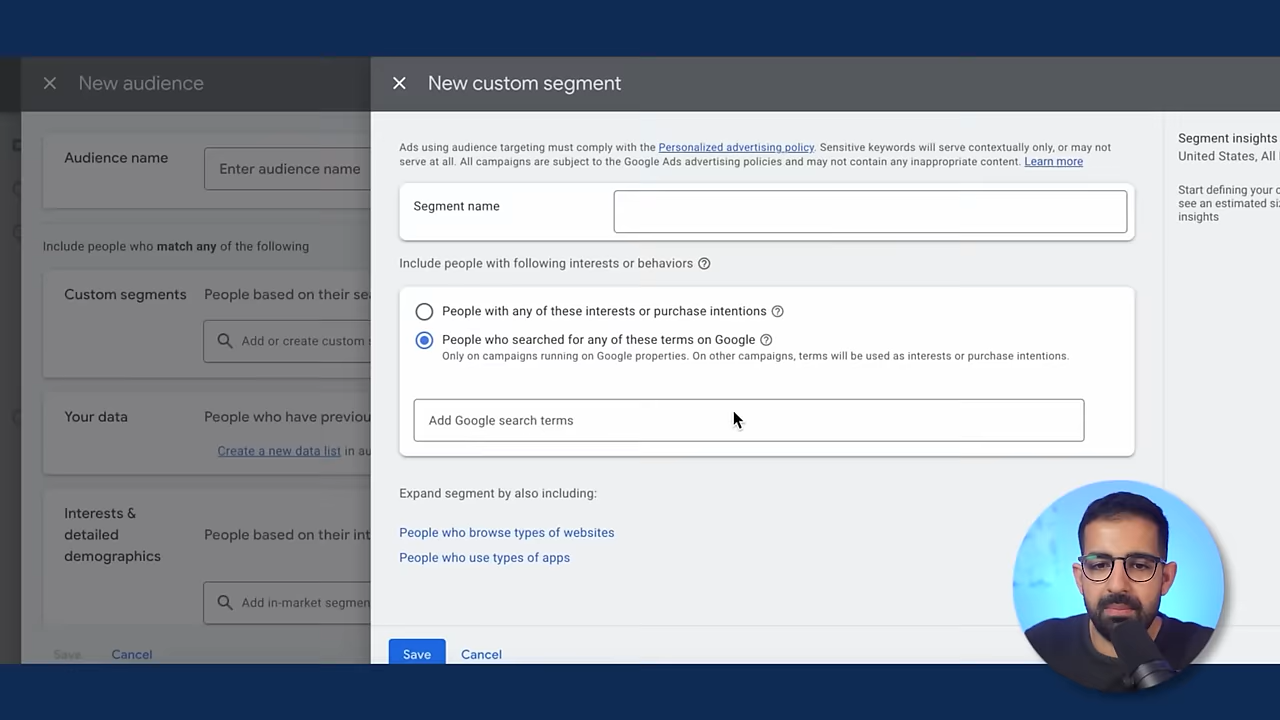 New audience
New custom segment
Audience name
Enter audience name
Include people who match any of the following
Custom segments
People based on their sea
Add or create custom s
Your data
People who have previou
Create a new data list in au
Interests &
detailed
demographics
People based on their int
Add in-market segmen
Save
Cancel
Ads using audience targeting must comply with the Personalized advertising policy. Sensitive keywords will serve contextually only, or may not
serve at all. All campaigns are subject to the Google Ads advertising policies and may not contain any inappropriate content. Learn more
Segment name
Include people with following interests or behaviors
People with any of these interests or purchase intentions
People who searched for any of these terms on Google
Only on campaigns running on Google properties. On other campaigns, terms will be used as interests or purchase intentions.
Add Google search terms
Expand segment by also including:
People who browse types of websites
People who use types of apps
Save
Cancel
Segment insights
United States, All
Start defining your c
see an estimated siz
insights